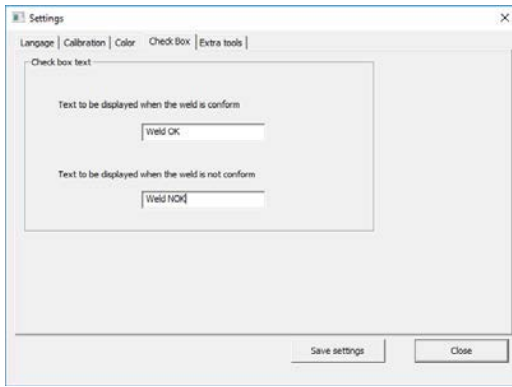 Settings
Langage Calibration Color Check Box Extra tools
Check box text
Text to be displayed when the weld is conform
Weld OK
Text to be displayed when the weld is not conform
Weld NOK
Save settings Close